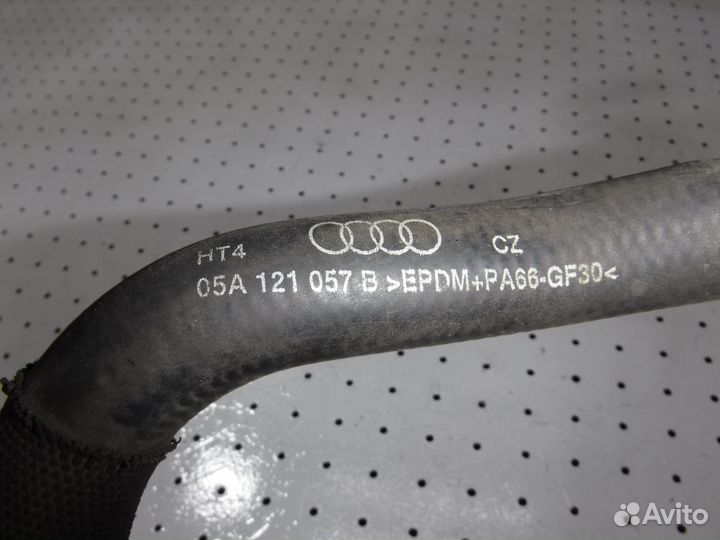 HT4 CZ
05A 121 057 B >EPDM+PA66-GF30<
Avito